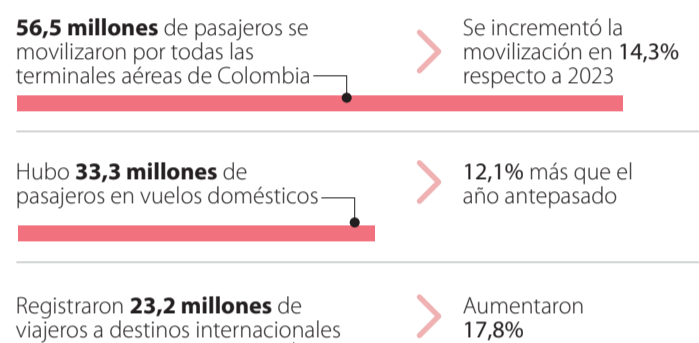 56,5 millones de pasajeros se
movilizaron por todas las
terminales aéreas de Colombia
Se incrementó la
movilización en 14,3%
respecto a 2023
Hubo 33,3 millones de
pasajeros en vuelos domésticos
12,1% más que el
año antepasado
Registraron 23,2 millones de
viajeros a destinos internacionales
Aumentaron
17,8%